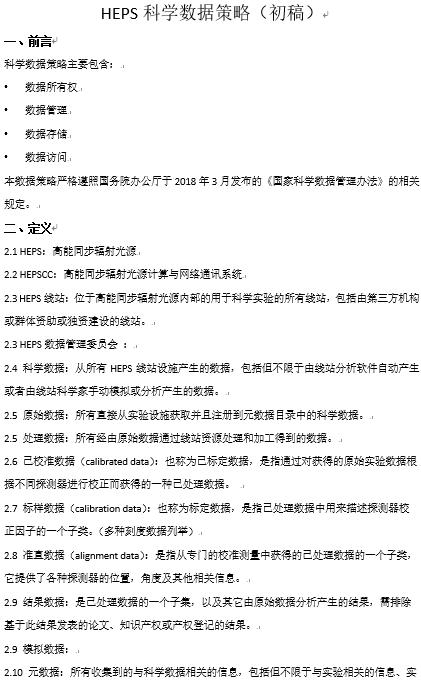 HEPS 科学数据策略（初稿）
一、前言
科学数据策略主要包含：
• 数据所有权
• 数据管理
• 数据存储
• 数据访问
本数据策略严格遵照国务院办公厅于 2018 年 3 月发布的《国家科学数据管理办法》的相关
规定。
二、定义
2.1 HEPS：高能同步辐射光源
2.2 HEPSCC：高能同步辐射光源计算与网络通讯系统
2.3 HEPS 线站：位于高能同步辐射光源内部的用于科学实验的所有线站，包括由第三方机构
或群体资助或独资建设的线站。
2.3 HEPS 数据管理委员会 ：
2.4 科学数据：从所有 HEPS 线站设施产生的数据，包括但不限于由线站分析软件自动产生
或者由线站科学家手动模拟或分析产生的数据。
2.5 原始数据：所有直接从实验设施获取并且注册到元数据目录中的科学数据。
2.5 处理数据：所有经由原始数据通过线站资源处理和加工得到的数据。
2.6 已校准数据（calibrated data）：也称为已标定数据，是指通过对获得的原始实验数据根
据不同探测器进行校正而获得的一种已处理数据。
2.7 标样数据（calibration data）：也称为标定数据，是指已处理数据中用来描述探测器校
正因子的一个子类。（多种刻度数据列举）
2.8 准直数据（alignment data）：是指从专门的校准测量中获得的已处理数据的一个子类，
它提供了各种探测器的位置，角度及其他相关信息。
2.9 结果数据：是已处理数据的一个子集，以及其它由原始数据分析产生的结果，需排除
基于此结果发表的论文、知识产权或产权登记的结果。
2.9 模拟数据：
2.10 元数据：所有收集到的与科学数据相关的信息，包括但不限于与实验相关的信息、实